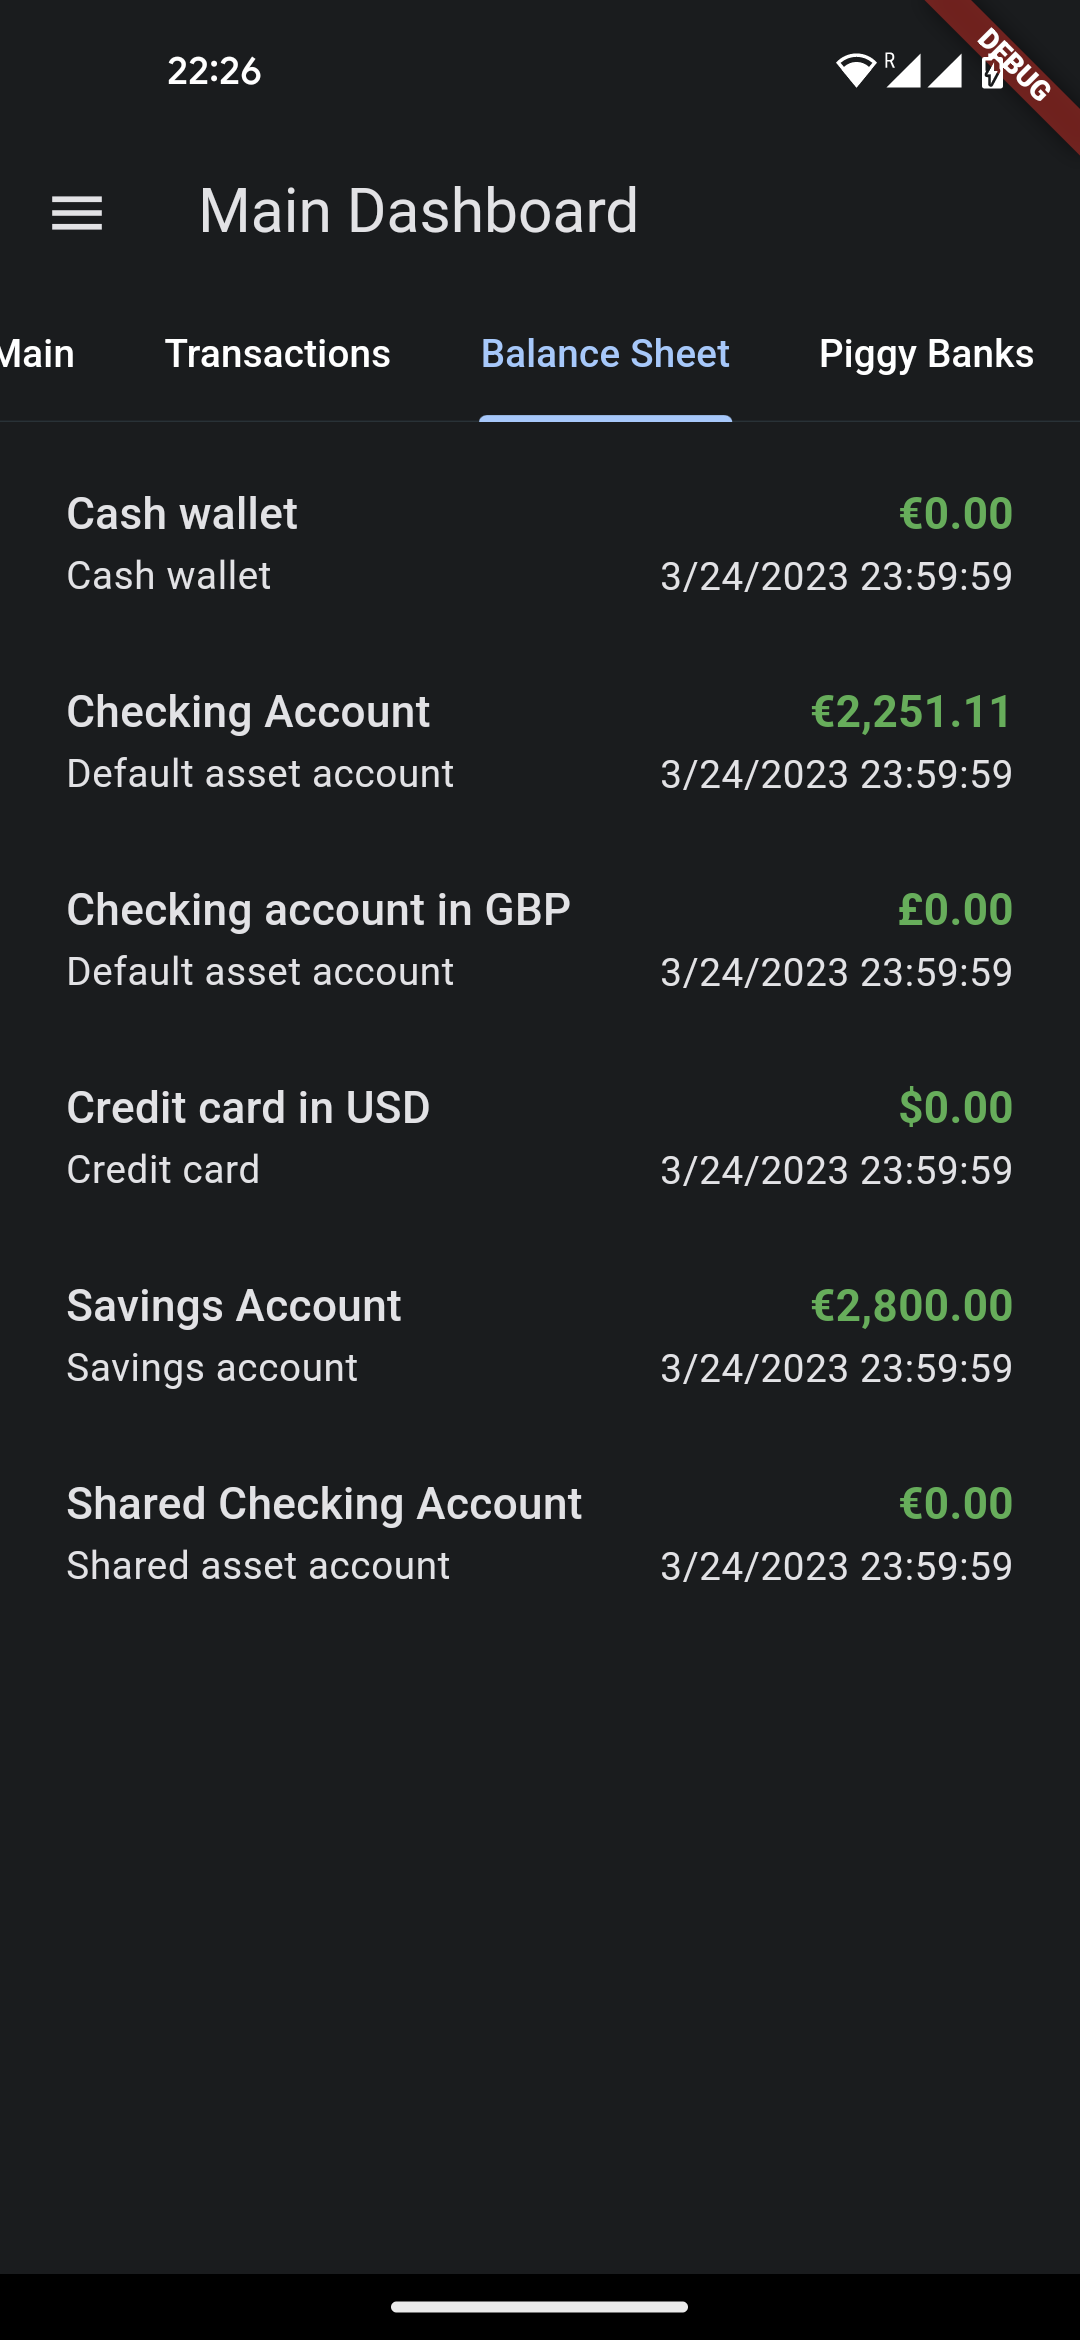 22:26
R
DEBUG
Main Dashboard
Main Transactions Balance Sheet Piggy Banks
Cash wallet €0.00
Cash wallet 3/24/2023 23:59:59
Checking Account €2,251.11
Default asset account 3/24/2023 23:59:59
Checking account in GBP £0.00
Default asset account 3/24/2023 23:59:59
Credit card in USD $0.00
Credit card 3/24/2023 23:59:59
Savings Account €2,800.00
Savings account 3/24/2023 23:59:59
Shared Checking Account €0.00
Shared asset account 3/24/2023 23:59:59